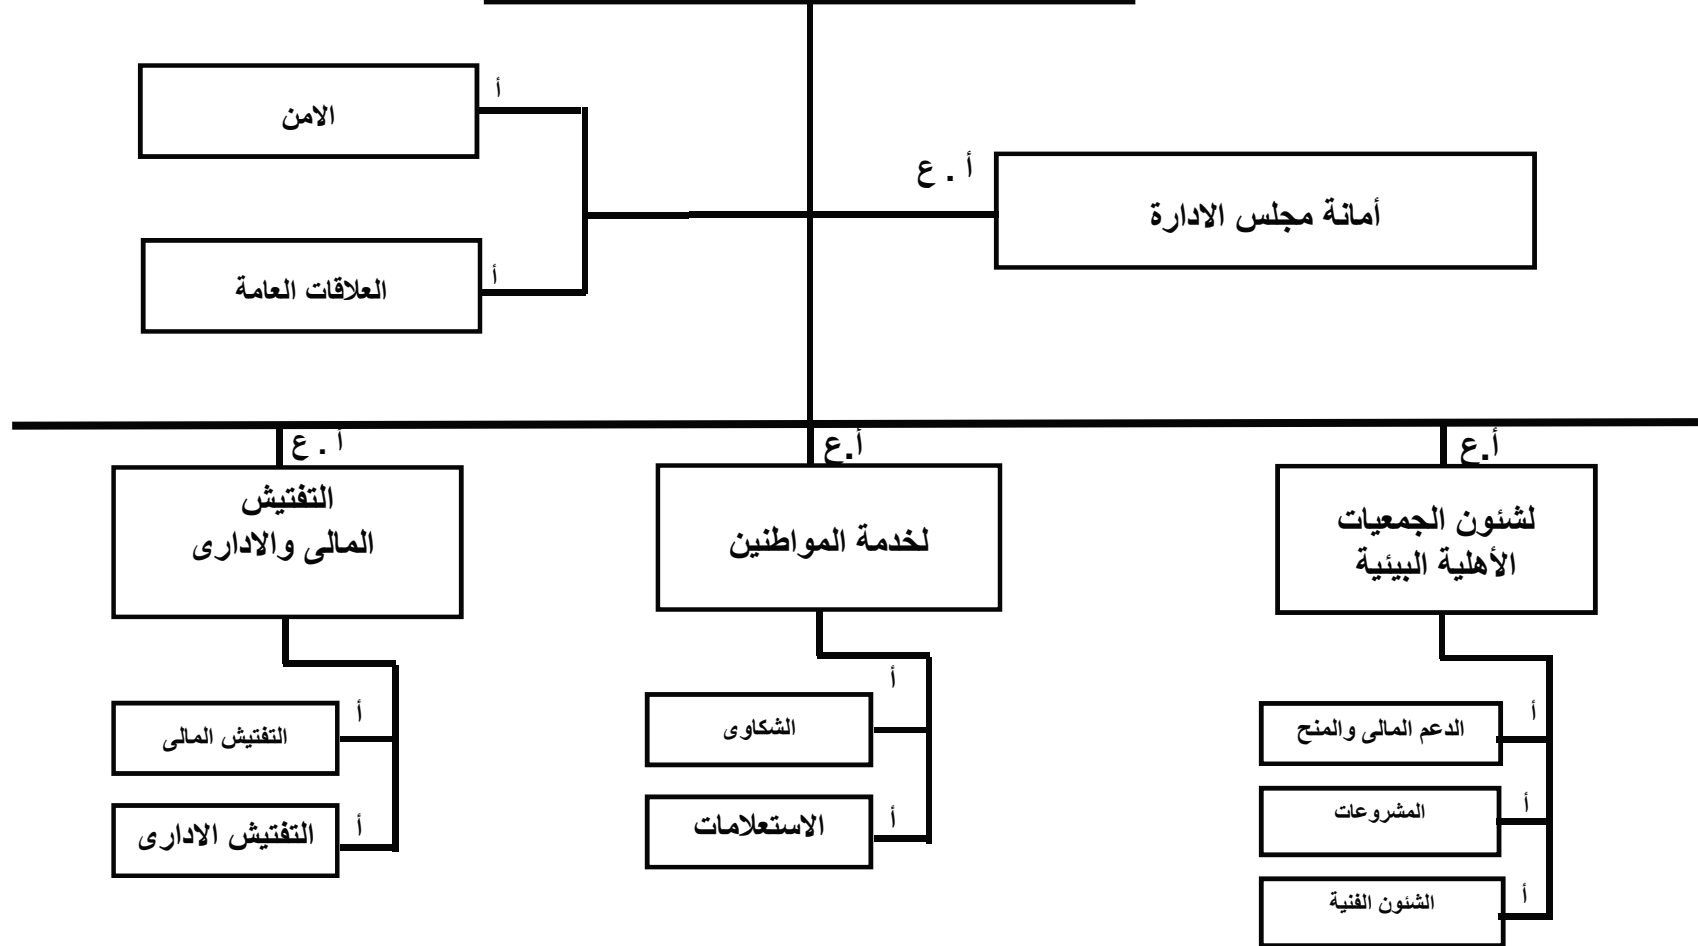 أ
الامن
أ . ع
أمانة مجلس الادارة
أ
العلاقات العامة
أ.ع
لشئون الجمعيات
الأهلية البيئية
أ
الدعم المالى والمنح
أ
المشروعات
أ
الشئون الفنية
أ.ع
لخدمة المواطنين
أ
الشكاوى
أ
الاستعلامات
أ . ع
التفتيش
المالى والادارى
أ
التفتيش المالى
أ
التفتيش الادارى